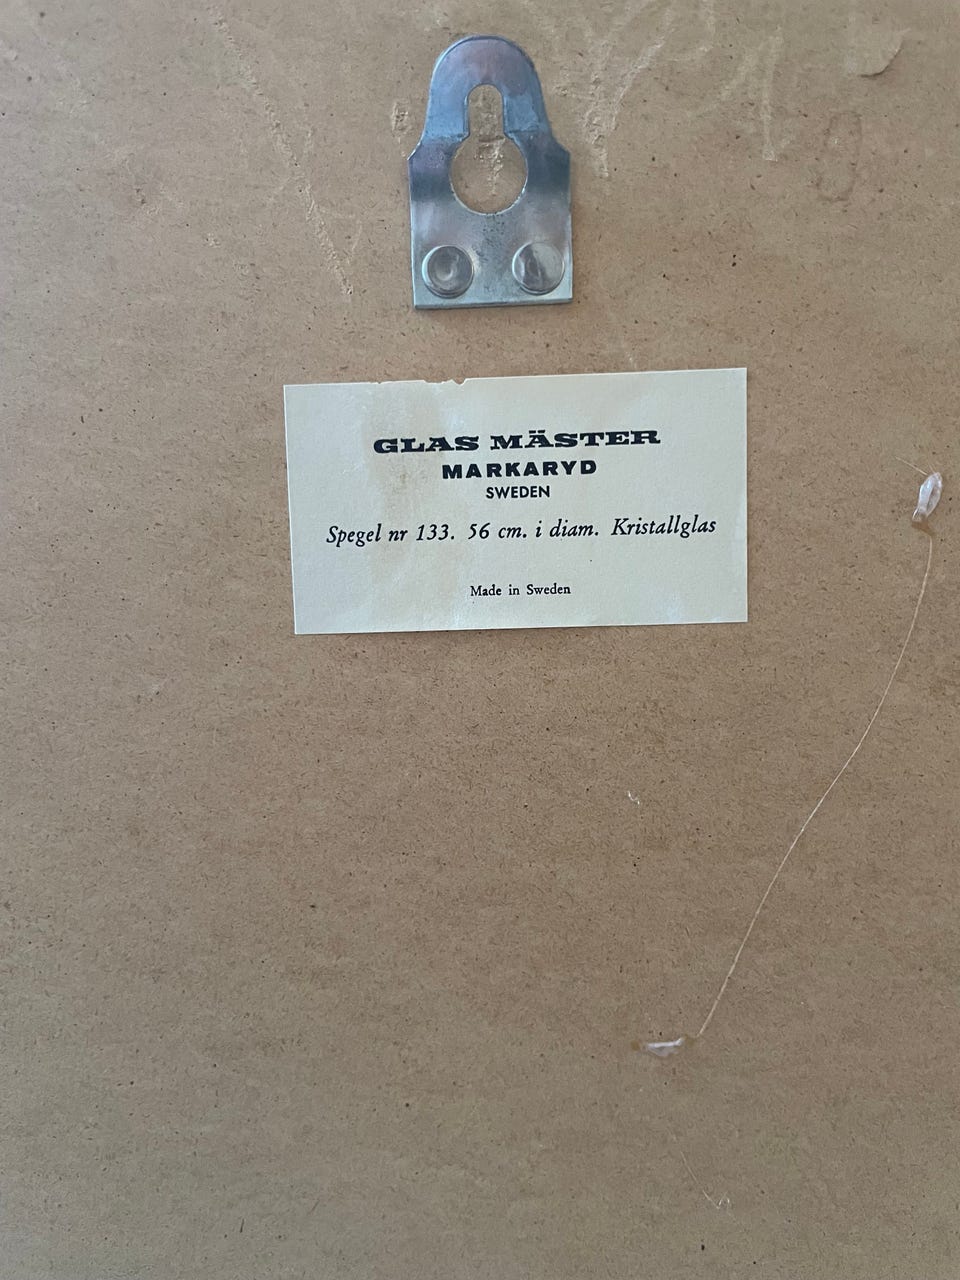 GLAS MÄSTER
MARKARYD
SWEDEN
Spegel nr 133. 56 cm. i diam. Kristallglas
Made in Sweden